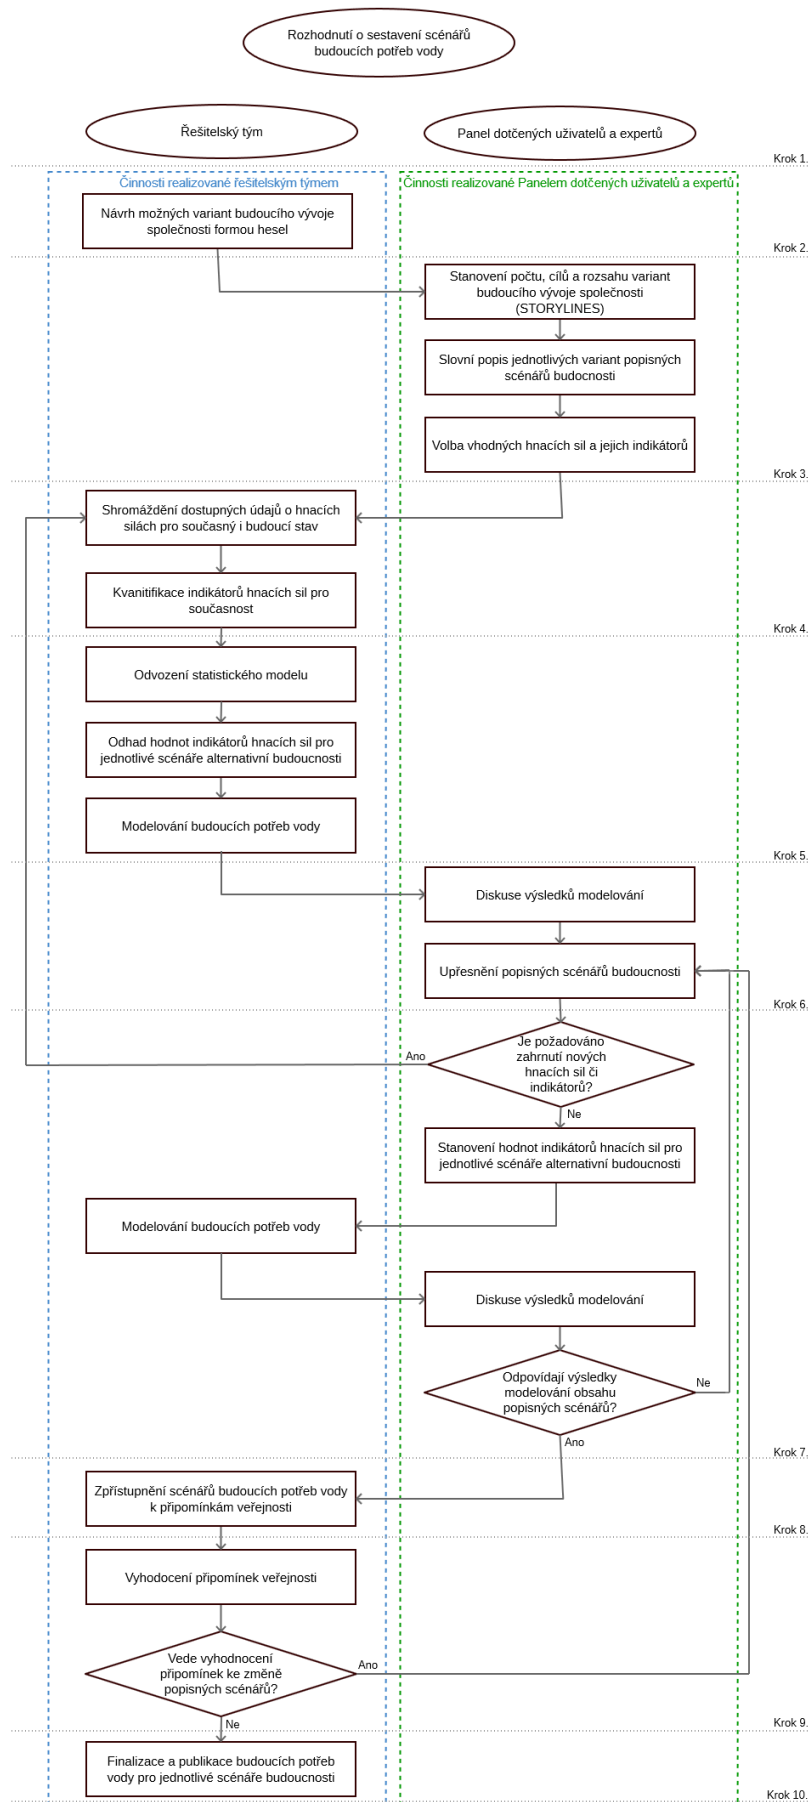 Rozhodnutí o sestavení scénářů
budoucích potřeb vody
Řešitelský tým
Panel dotčených uživatelů a expertů
Krok 1.
Činnosti realizované řešitelským týmem
Činnosti realizované Panelem dotčených uživatelů a expertů
Návrh možných variant budoucího vývoje
společnosti formou hesel
Krok 2.
Stanovení počtu, cílů a rozsahu variant
budoucího vývoje společnosti
(STORYLINES)
Slovní popis jednotlivých variant popisných
scénářů budocnosti
Volba vhodných hnacích sil a jejich indikátorů
Krok 3.
Shromáždění dostupných údajů o hnacích
silách pro současný i budoucí stav
Kvanitifikace indikátorů hnacích sil pro
současnost
Krok 4.
Odvození statistického modelu
Odhad hodnot indikátorů hnacích sil pro
jednotlivé scénáře alternativní budoucnosti
Modelování budoucích potřeb vody
Krok 5.
Diskuse výsledků modelování
Upřesnění popisných scénářů budoucnosti
Krok 6.
Je požadováno
zahrnutí nových
hnacích sil či
indikátorů?
Ano
Ne
Stanovení hodnot indikátorů hnacích sil pro
jednotlivé scénáře alternativní budoucnosti
Modelování budoucích potřeb vody
Diskuse výsledků modelování
Odpovídají výsledky
modelování obsahu
popisných scénářů?
Ne
Ano
Krok 7.
Zpřístupnění scénářů budoucích potřeb vody
k připomínkám veřejnosti
Krok 8.
Vyhodocení připomínek veřejnosti
Vede vyhodnocení
připomínek ke změně
popisných scénářů?
Ano
Ne
Krok 9.
Finalizace a publikace budoucích potřeb
vody pro jednotlivé scénáře budoucnosti
Krok 10.